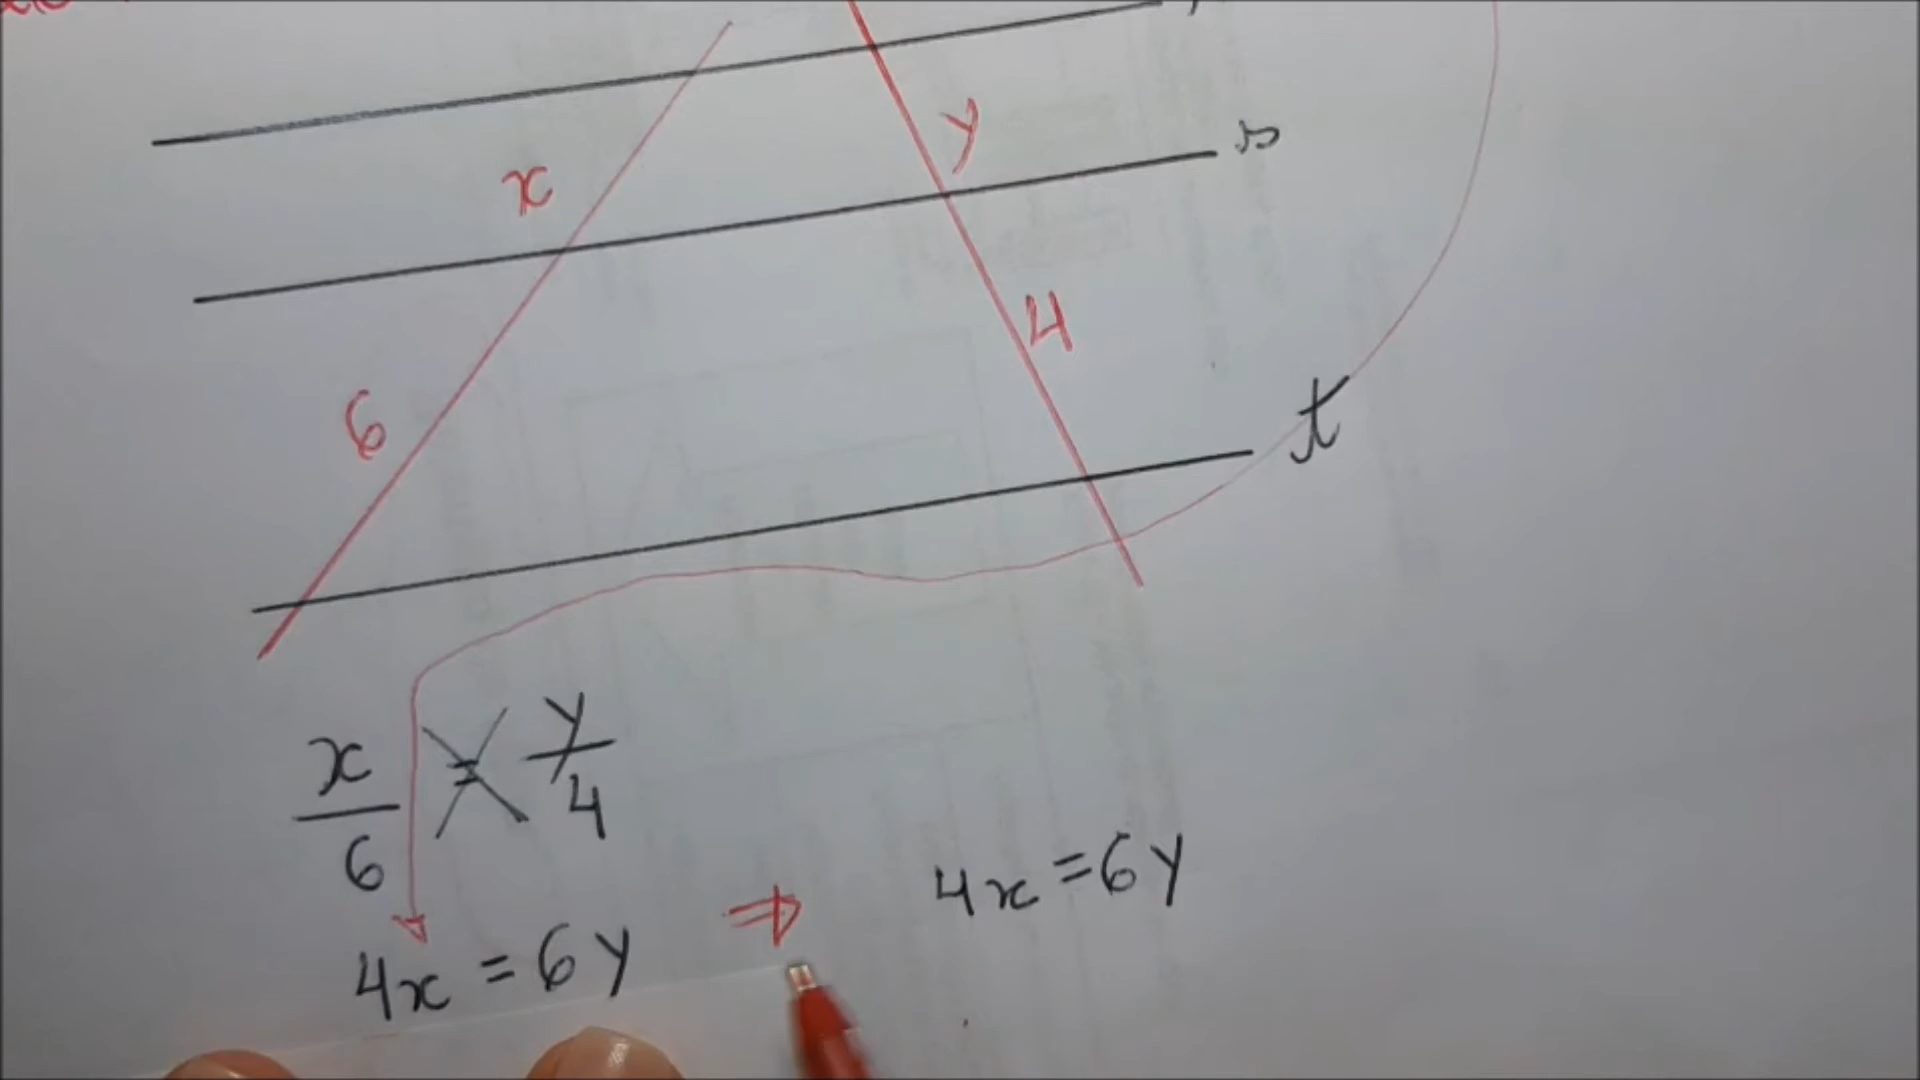 y
s
x
4
6
t
x/6 = y/4
4x = 6y ⇒ 4x = 6y